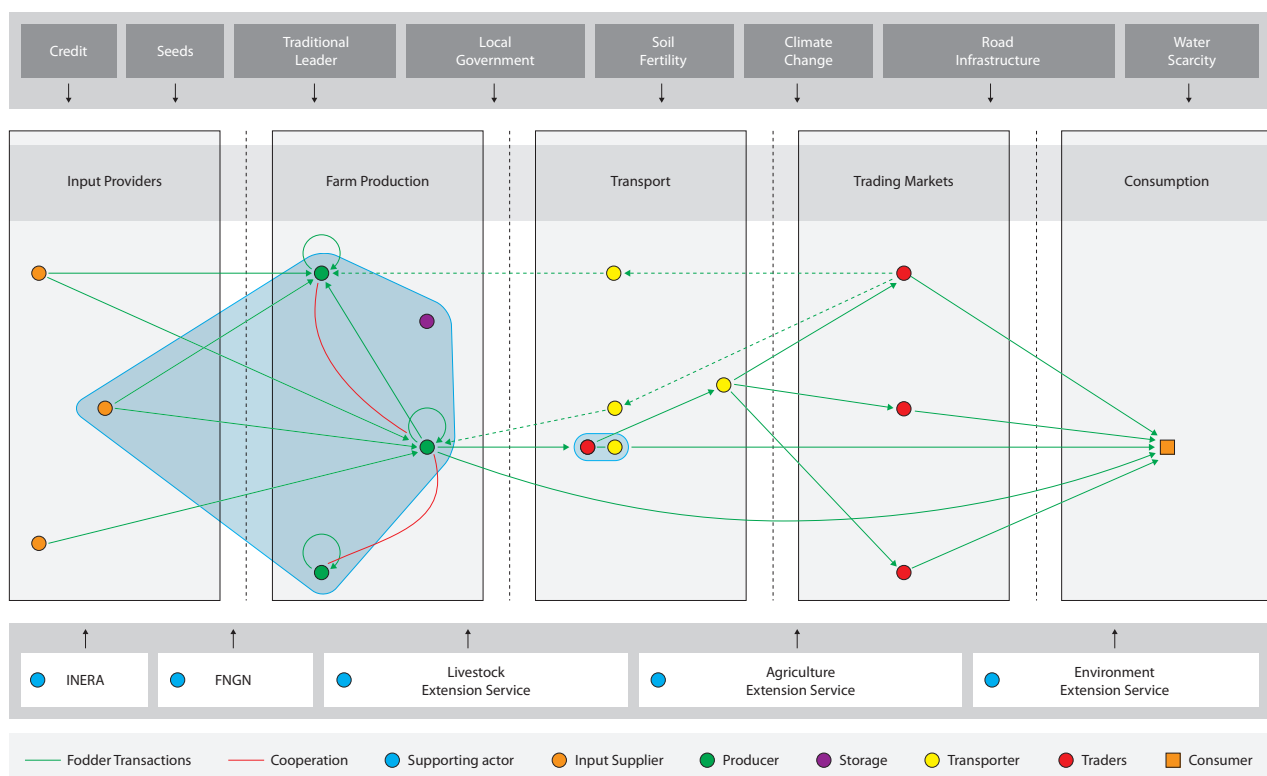 Credit
Seeds
Traditional
Leader
Local
Government
Soil
Fertility
Climate
Change
Road
Infrastructure
Water
Scarcity
Input Providers
Farm Production
Transport
Trading Markets
Consumption
INERA
FNGN
Livestock
Extension Service
Agriculture
Extension Service
Environment
Extension Service
Fodder Transactions
Cooperation
Supporting actor
Input Supplier
Producer
Storage
Transporter
Traders
Consumer